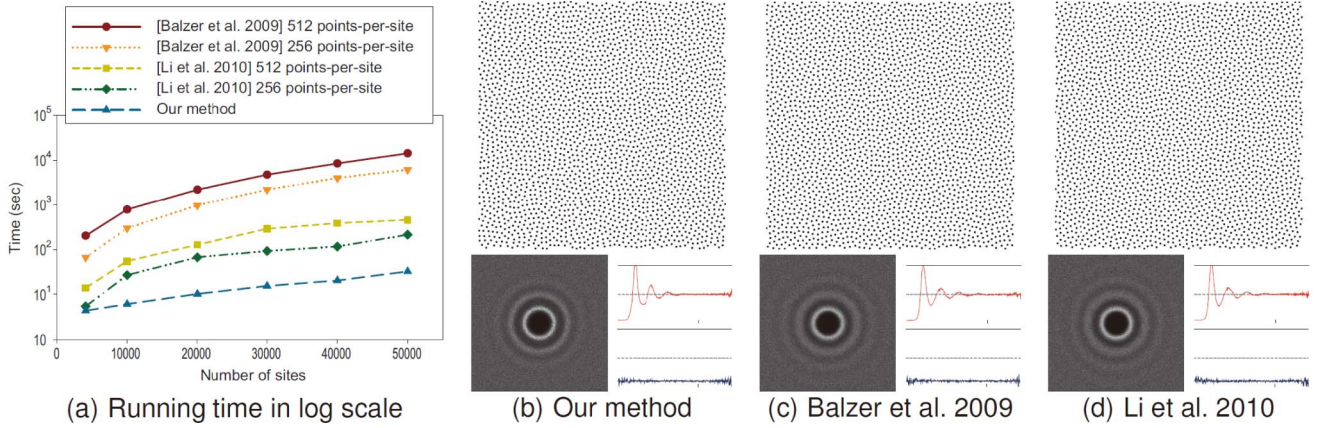 [Balzer et al. 2009] 512 points-per-site
[Balzer et al. 2009] 256 points-per-site
[Li et al. 2010] 512 points-per-site
[Li et al. 2010] 256 points-per-site
Our method
10^5
10^4
10^3
10^2
10^1
10
Time (sec)
0 10000 20000 30000 40000 50000
Number of sites
(a) Running time in log scale
(b) Our method
(c) Balzer et al. 2009
(d) Li et al. 2010